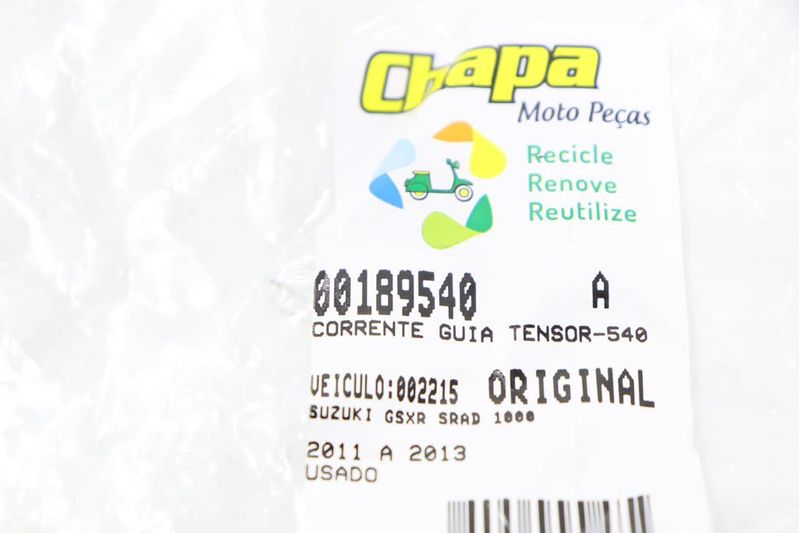 Chapa
Moto Peças
Recicle
Renove
Reutilize
00189540 A
CORRENTE GUIA TENSOR-540
VEICULO:002215 ORIGINAL
SUZUKI GSXR SRAD 1000
2011 A 2013
USADO